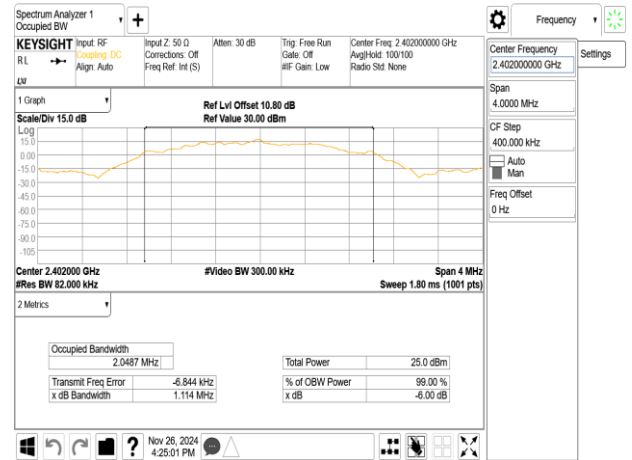 Spectrum Analyzer 1
Occupied BW
Frequency
KEYSIGHT
RL
Input: RF
Coupling: DC
Align: Auto
Input Z: 50 Ω
Corrections: Off
Freq Ref: Int (S)
Atten: 30 dB
Trig: Free Run
Gate: Off
#IF Gain: Low
Center Freq: 2.402000000 GHz
Avg|Hold: 100/100
Radio Std: None
LXI
Center Frequency
2.402000000 GHz
Settings
Span
4.0000 MHz
CF Step
400.000 kHz
Auto
Man
Freq Offset
0 Hz
1 Graph
Ref Lvl Offset 10.80 dB
Scale/Div 15.0 dB
Ref Value 30.00 dBm
Log
15.0
0.00
-15.0
-30.0
-45.0
-60.0
-75.0
-90.0
-105
Center 2.402000 GHz
#Video BW 300.00 kHz
Span 4 MHz
#Res BW 82.000 kHz
Sweep 1.80 ms (1001 pts)
2 Metrics
Occupied Bandwidth
2.0487 MHz
Total Power
25.0 dBm
Transmit Freq Error
-6.844 kHz
% of OBW Power
99.00 %
x dB Bandwidth
1.114 MHz
x dB
-6.00 dB
Nov 26, 2024
4:25:01 PM